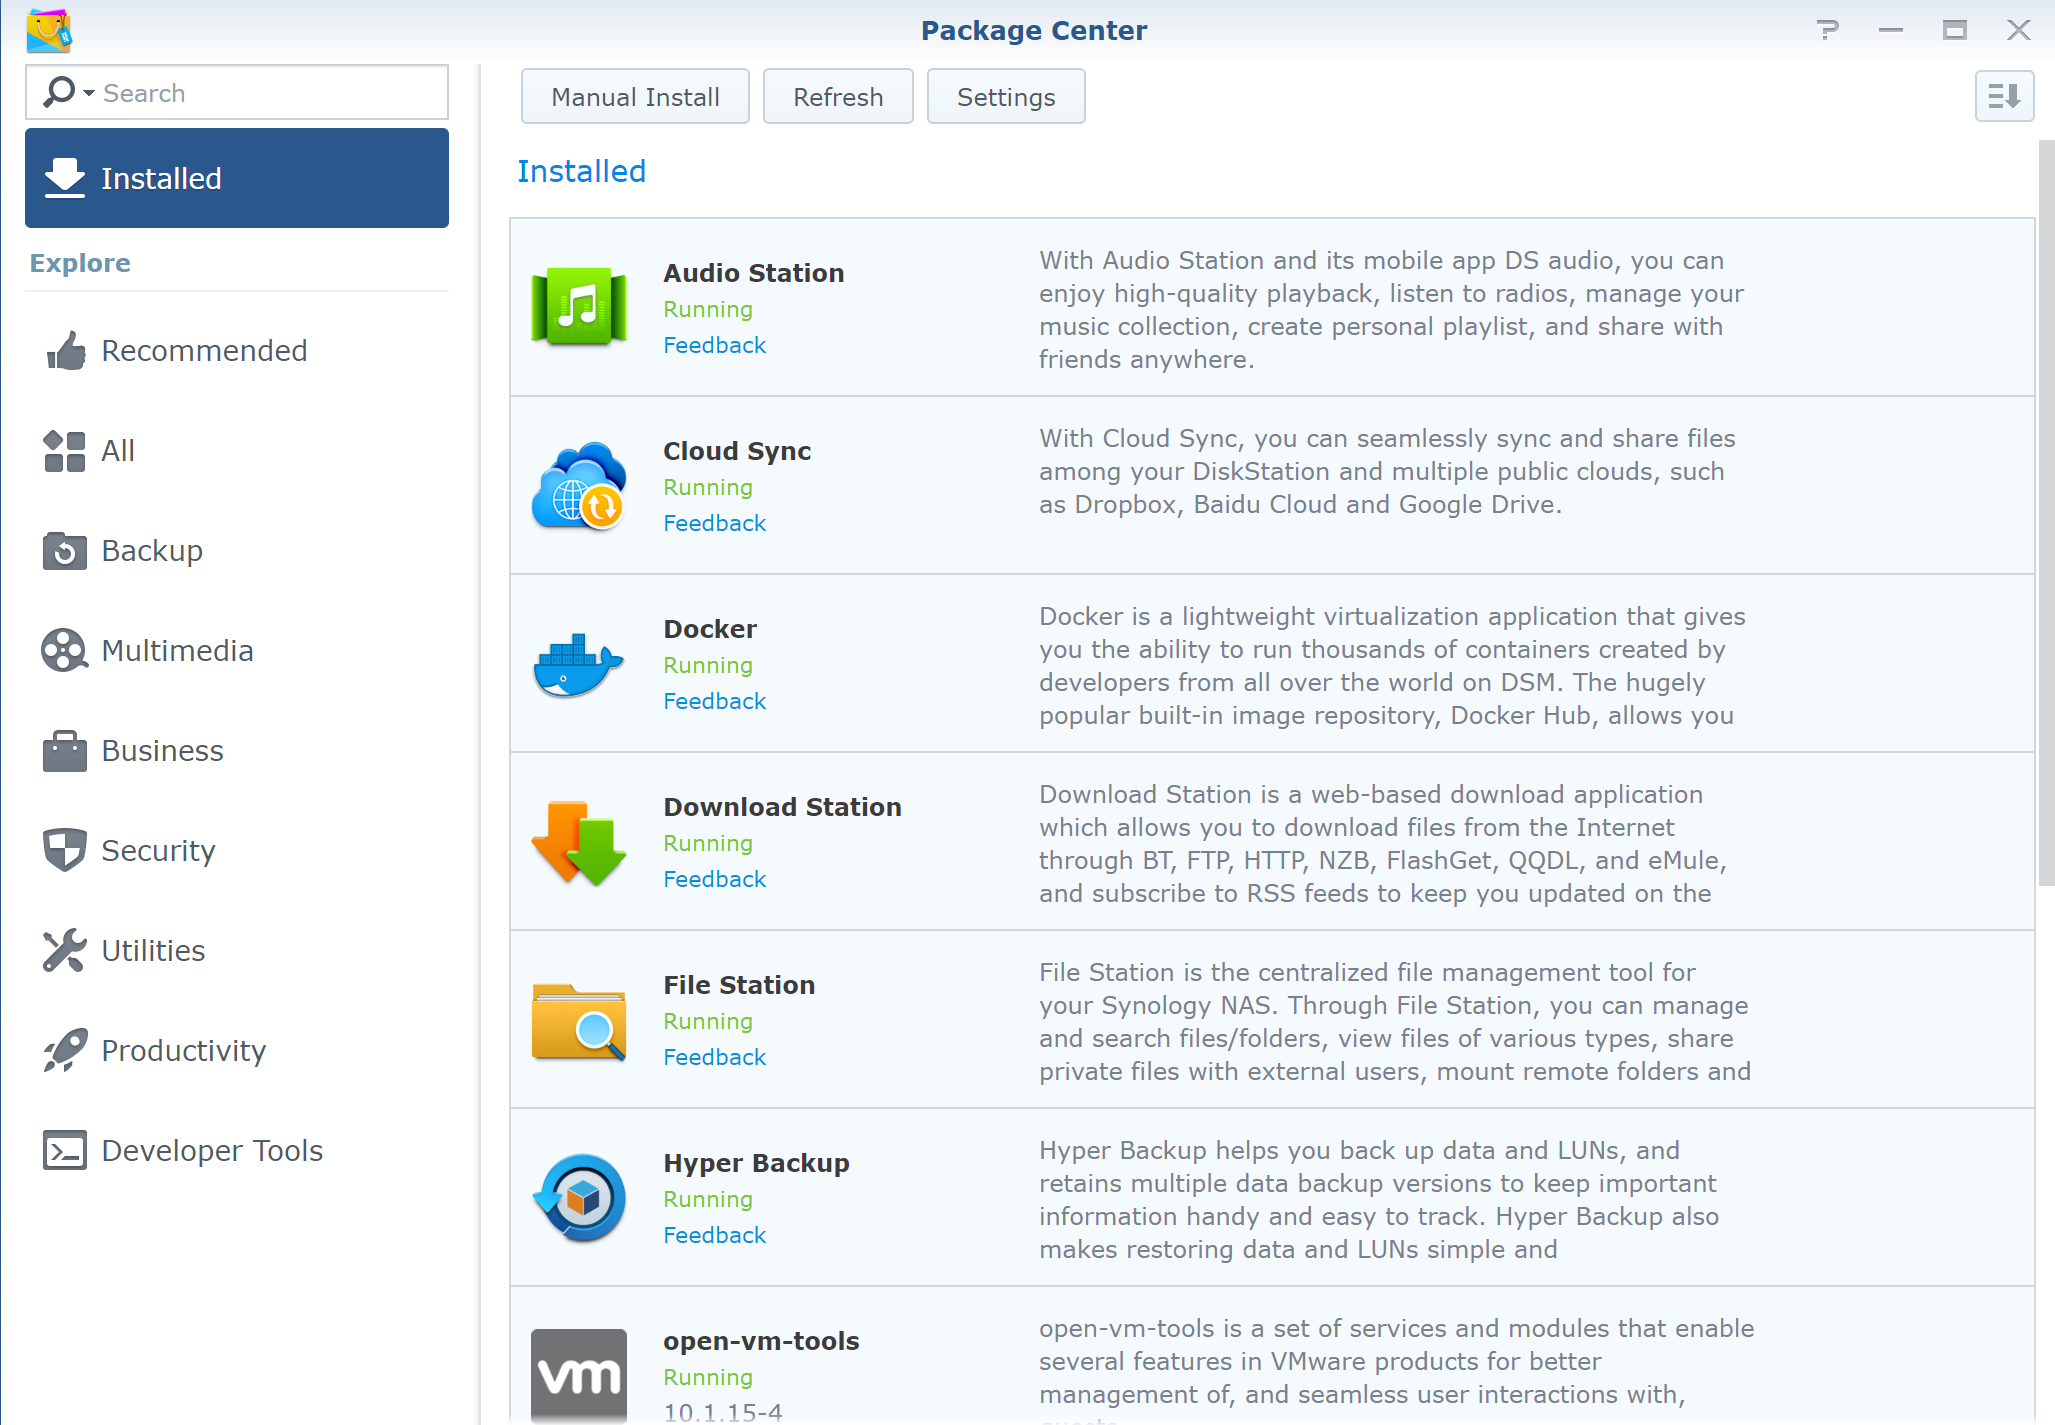 Package Center
Search
Manual Install
Refresh
Settings
Installed
Explore
Recommended
All
Backup
Multimedia
Business
Security
Utilities
Productivity
Developer Tools
Installed
Audio Station
Running
Feedback
With Audio Station and its mobile app DS audio, you can
enjoy high-quality playback, listen to radios, manage your
music collection, create personal playlist, and share with
friends anywhere.
Cloud Sync
Running
Feedback
With Cloud Sync, you can seamlessly sync and share files
among your DiskStation and multiple public clouds, such
as Dropbox, Baidu Cloud and Google Drive.
Docker
Running
Feedback
Docker is a lightweight virtualization application that gives
you the ability to run thousands of containers created by
developers from all over the world on DSM. The hugely
popular built-in image repository, Docker Hub, allows you
Download Station
Running
Feedback
Download Station is a web-based download application
which allows you to download files from the Internet
through BT, FTP, HTTP, NZB, FlashGet, QQDL, and eMule,
and subscribe to RSS feeds to keep you updated on the
File Station
Running
Feedback
File Station is the centralized file management tool for
your Synology NAS. Through File Station, you can manage
and search files/folders, view files of various types, share
private files with external users, mount remote folders and
Hyper Backup
Running
Feedback
Hyper Backup helps you back up data and LUNs, and
retains multiple data backup versions to keep important
information handy and easy to track. Hyper Backup also
makes restoring data and LUNs simple and
vm
open-vm-tools
Running
10.1.15-4
open-vm-tools is a set of services and modules that enable
several features in VMware products for better
management of, and seamless user interactions with,